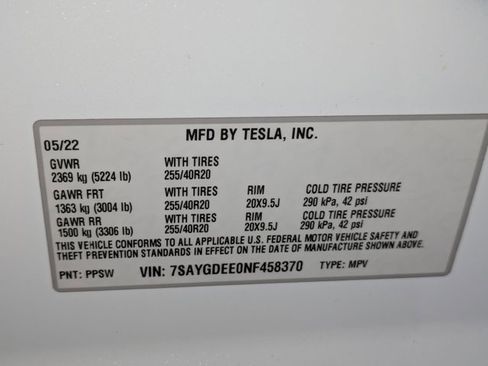 05/22 MFD BY TESLA, INC.
GVWR WITH TIRES
2369 kg (5224 lb) 255/40R20
GAWR FRT WITH TIRES RIM COLD TIRE PRESSURE
1363 kg (3004 lb) 255/40R20 20X9.5J 290 kPa, 42 psi
GAWR RR WITH TIRES RIM COLD TIRE PRESSURE
1500 kg (3306 lb) 255/40R20 20X9.5J 290 kPa, 42 psi
THIS VEHICLE CONFORMS TO ALL APPLICABLE U.S. FEDERAL MOTOR VEHICLE SAFETY AND
THEFT PREVENTION STANDARDS IN EFFECT ON THE DATE OF MANUFACTURE SHOWN ABOVE.
PNT: PPSW VIN: 7SAYGDEE0NF458370 TYPE: MPV